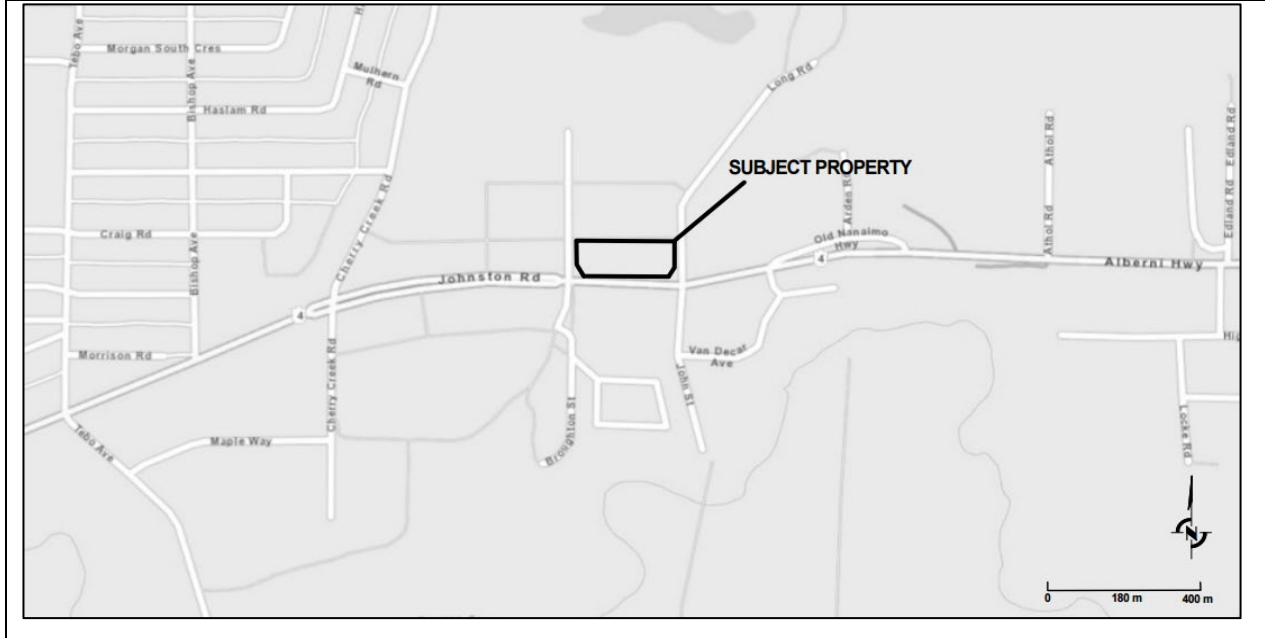 Tebo Ave
Morgan South Cres
Bishop Ave
Mulhern
Rd
Haslam Rd
Long Rd
Athol Rd
Athol Rd
Edland Rd
Edland Rd
SUBJECT PROPERTY
Cherry Creek Rd
Arden Rd
Craig Rd
Bishop Ave
Old Nanaimo
Hwy
4
Johnston Rd
Alberni Hwy
4
Morrison Rd
Van Decat
Ave
Cherry Creek Rd
John St
Tebo Ave
Maple Way
Broughton St
Locke Rd
N
0
180 m
400 m